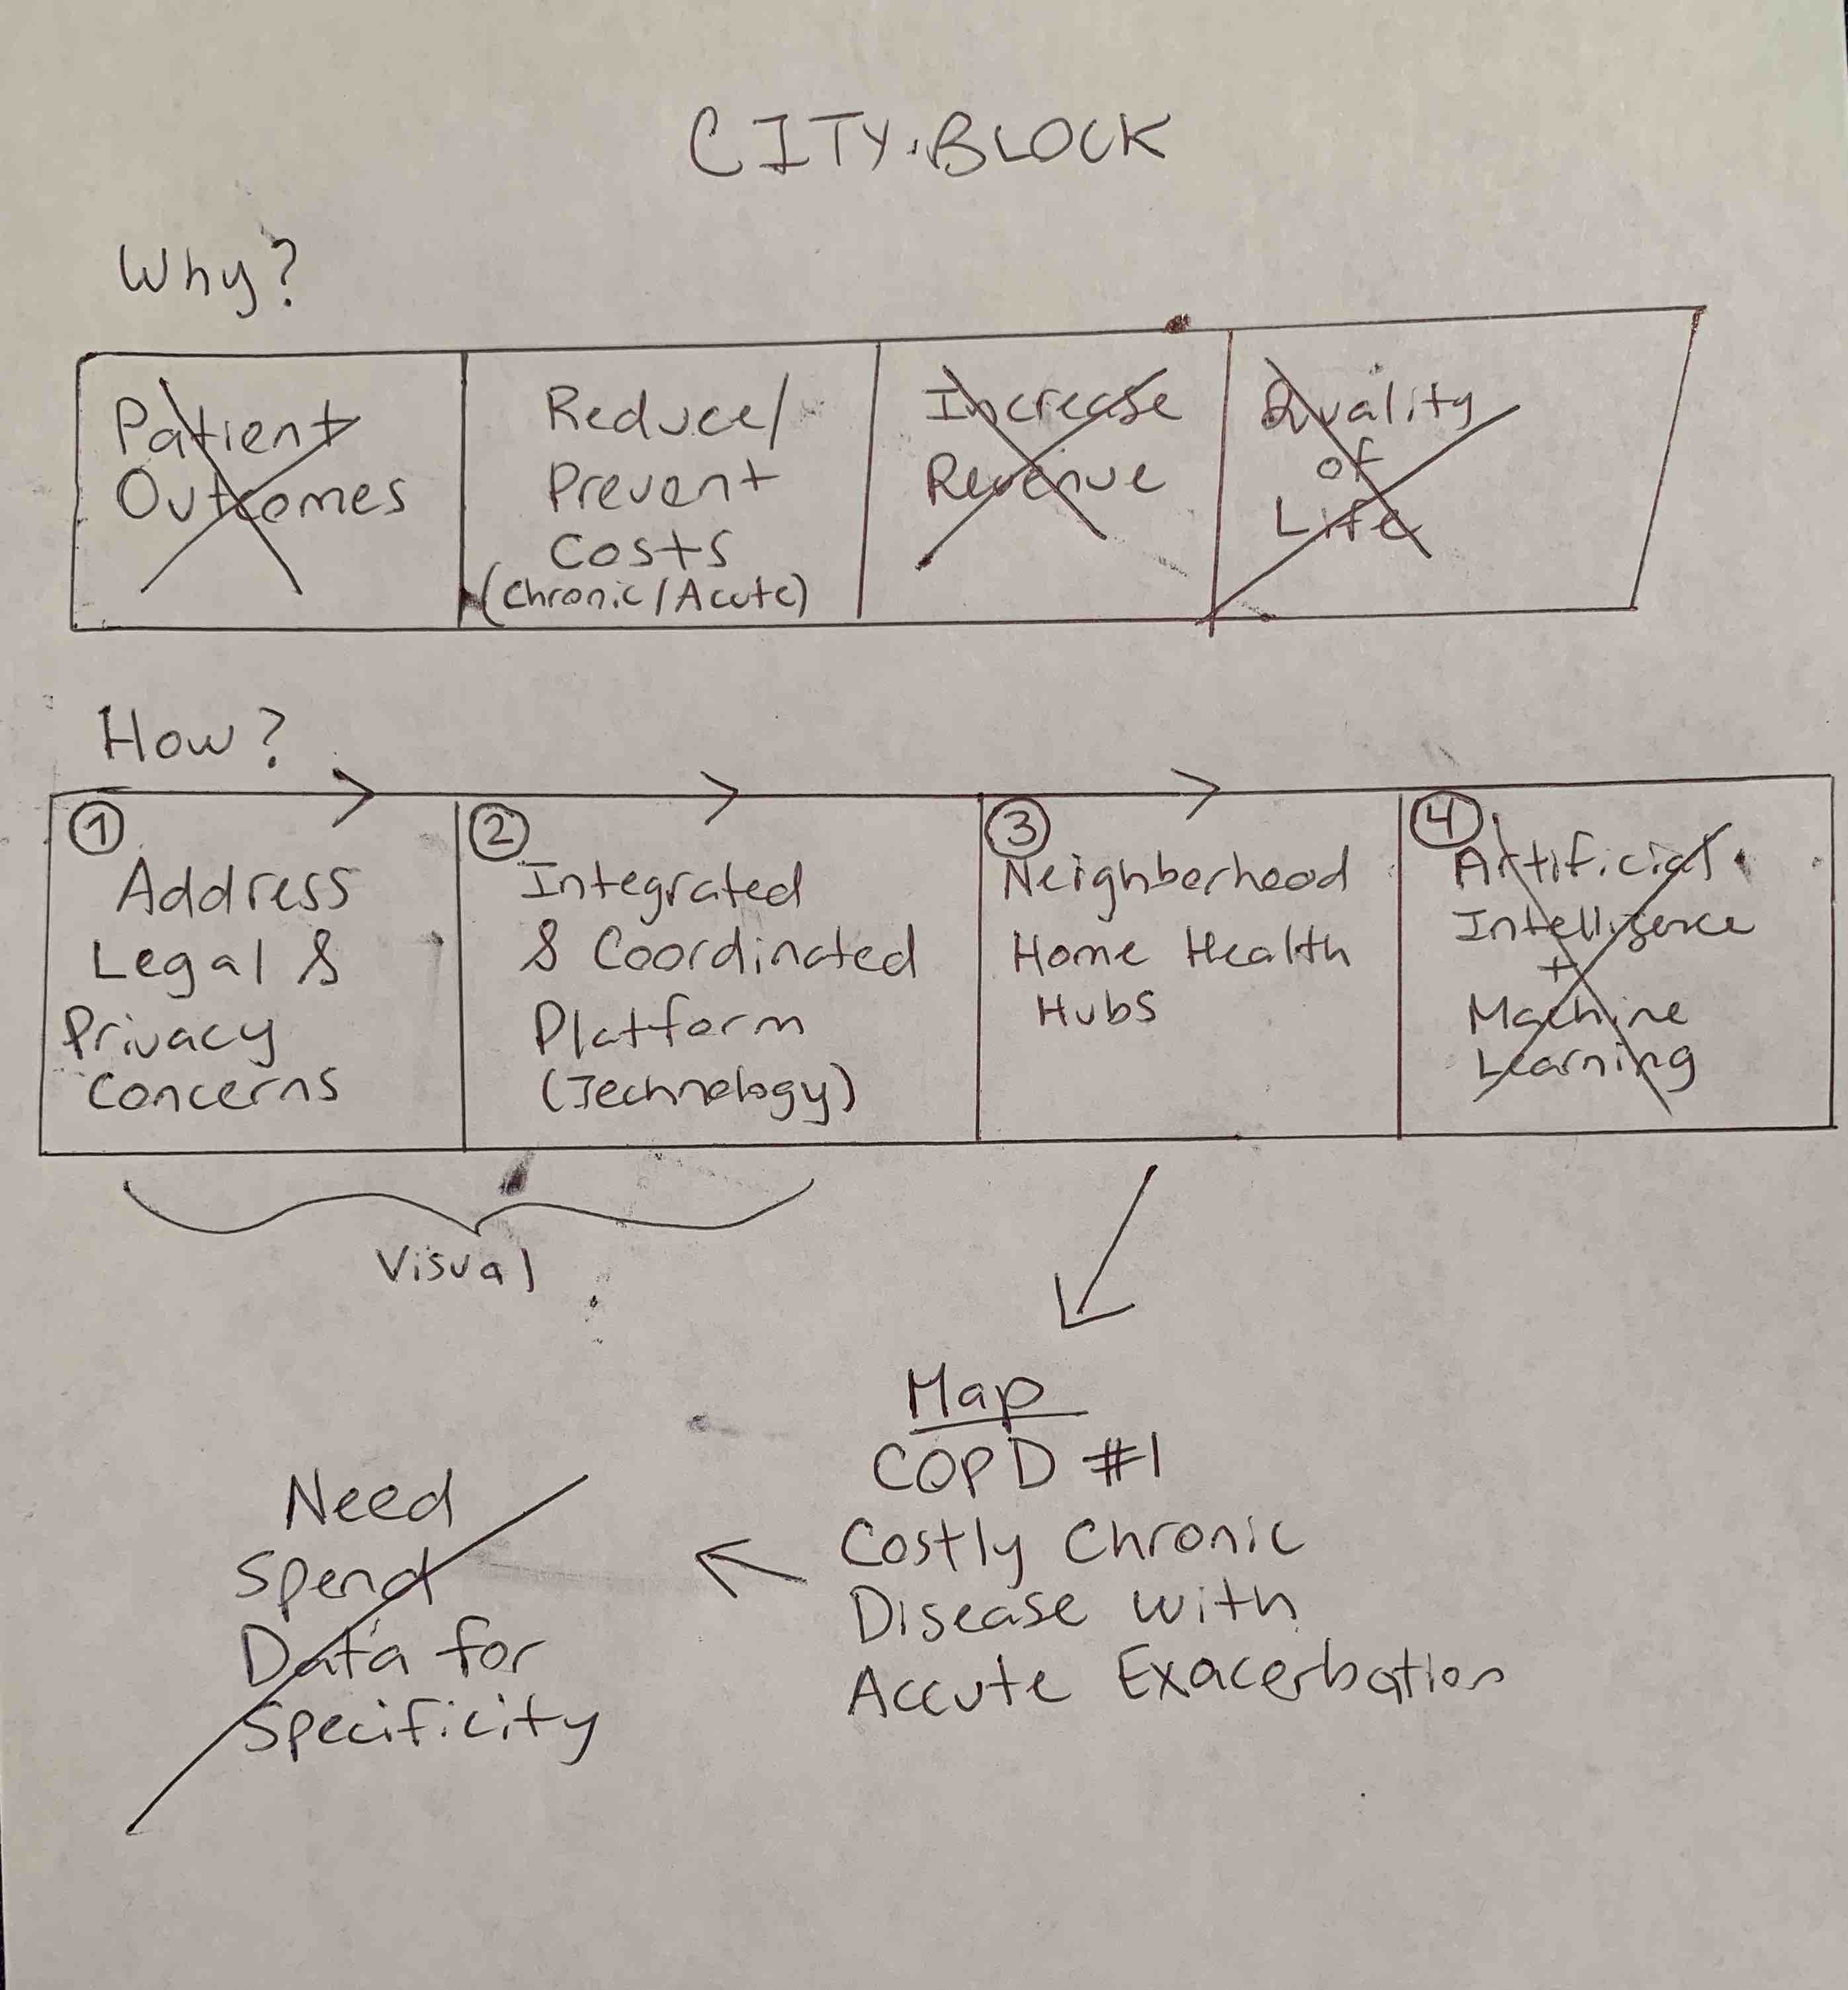 CITY.BLOCK
Why?
Patient
Outcomes
Reduce/
Prevent
Costs
(Chronic/Acute)
Increase
Revenue
Quality
of
Life
How?
1
Address
Legal &
Privacy
Concerns
2
Integrated
& Coordinated
Platform
(Technology)
3
Neighborhood
Home Health
Hubs
4
Artificial
Intelligence
+
Machine
Learning
Visual
Map
COPD #1
Costly Chronic
Disease with
Accute Exacerbation
Need
Spend
Data for
Specificity